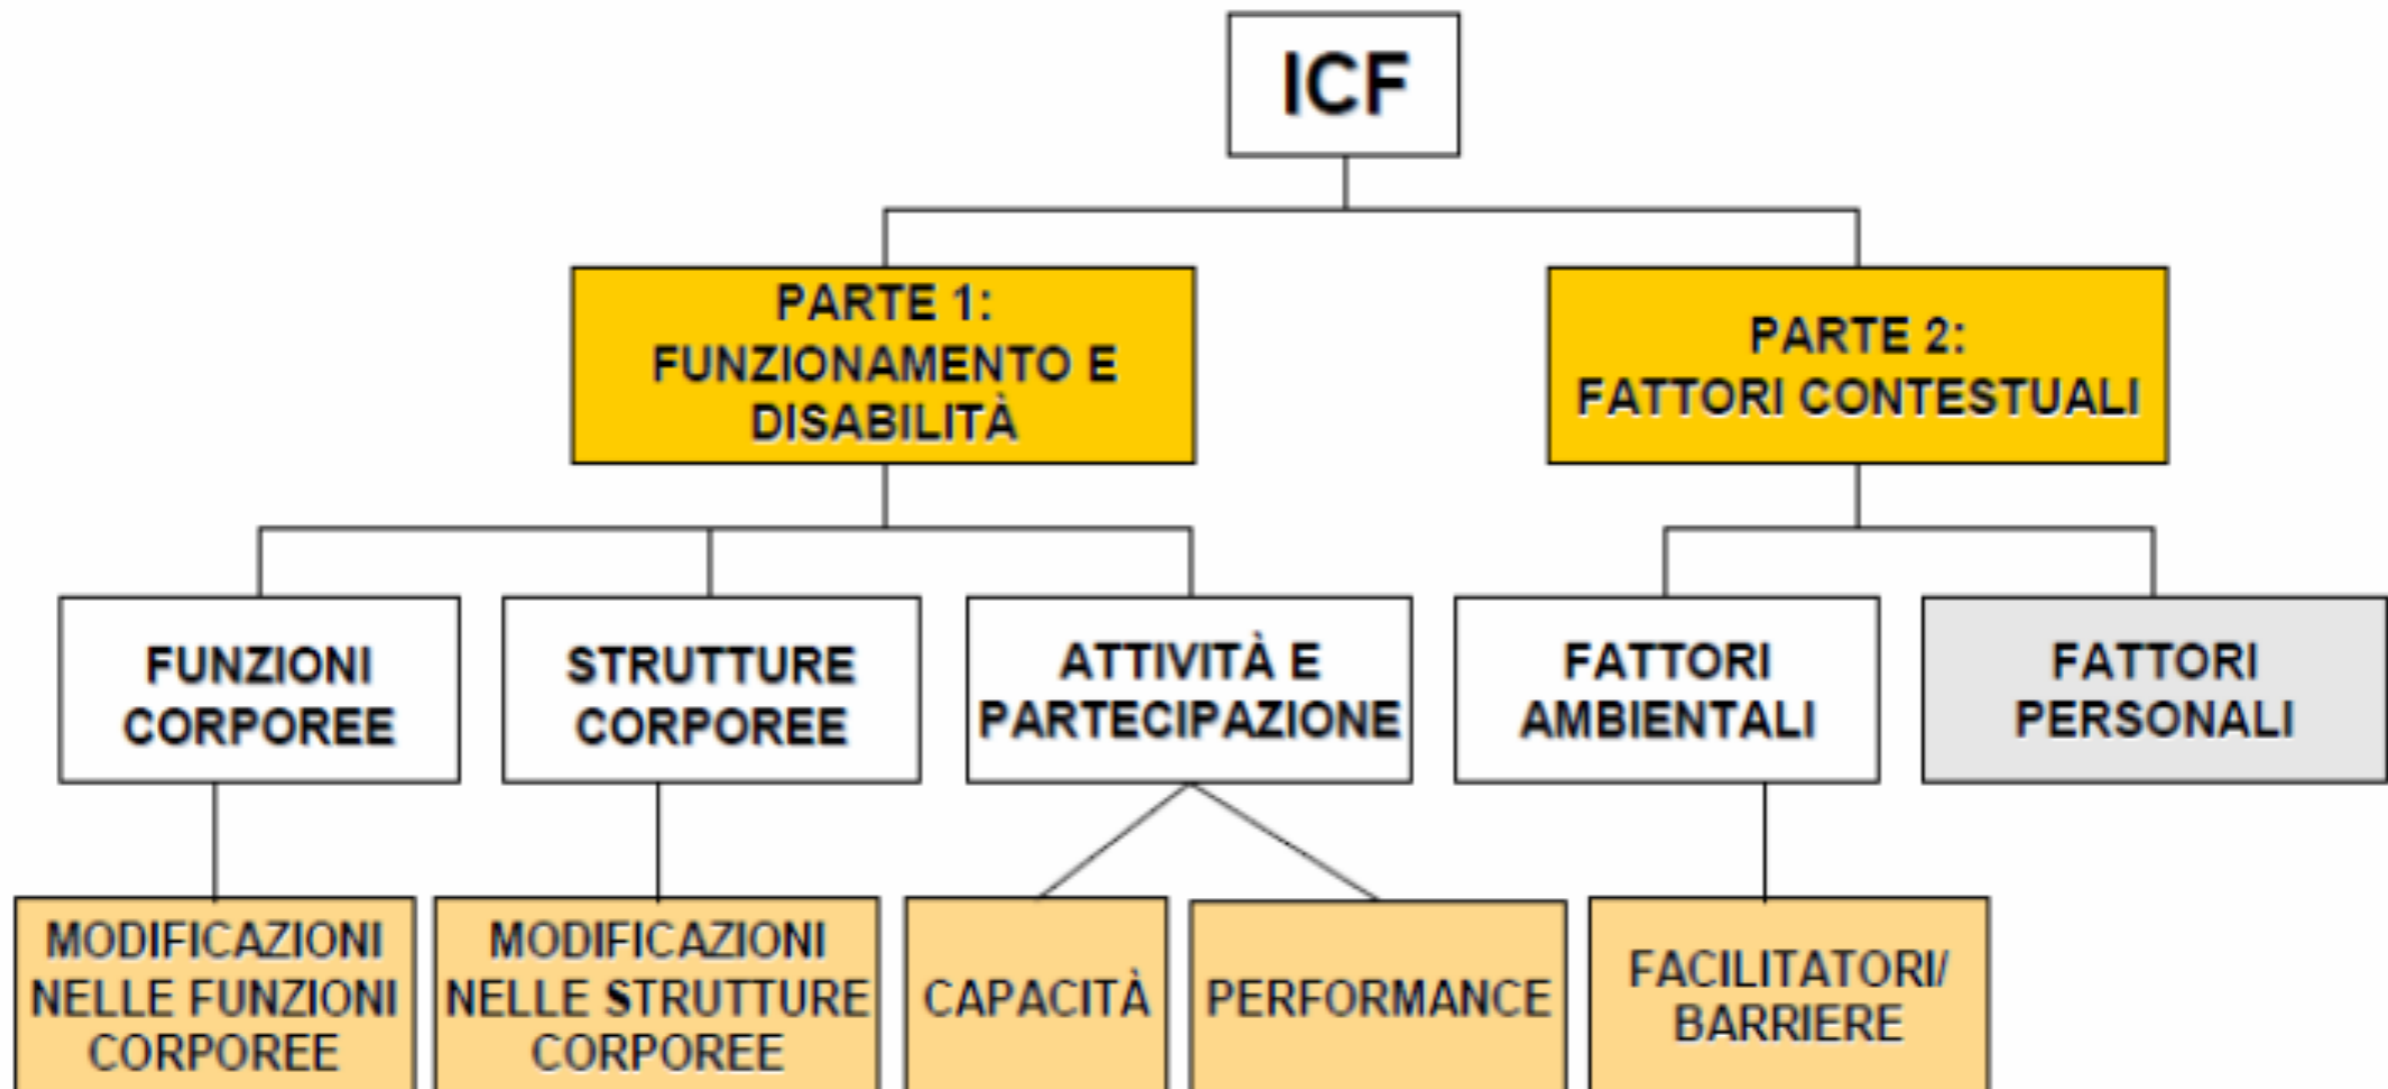 ICF
PARTE 1:
FUNZIONAMENTO E
DISABILITÀ
PARTE 2:
FATTORI CONTESTUALI
FUNZIONI
CORPOREE
STRUTTURE
CORPOREE
ATTIVITÀ E
PARTECIPAZIONE
FATTORI
AMBIENTALI
FATTORI
PERSONALI
MODIFICAZIONI
NELLE FUNZIONI
CORPOREE
MODIFICAZIONI
NELLE STRUTTURE
CORPOREE
CAPACITÀ
PERFORMANCE
FACILITATORI/
BARRIERE